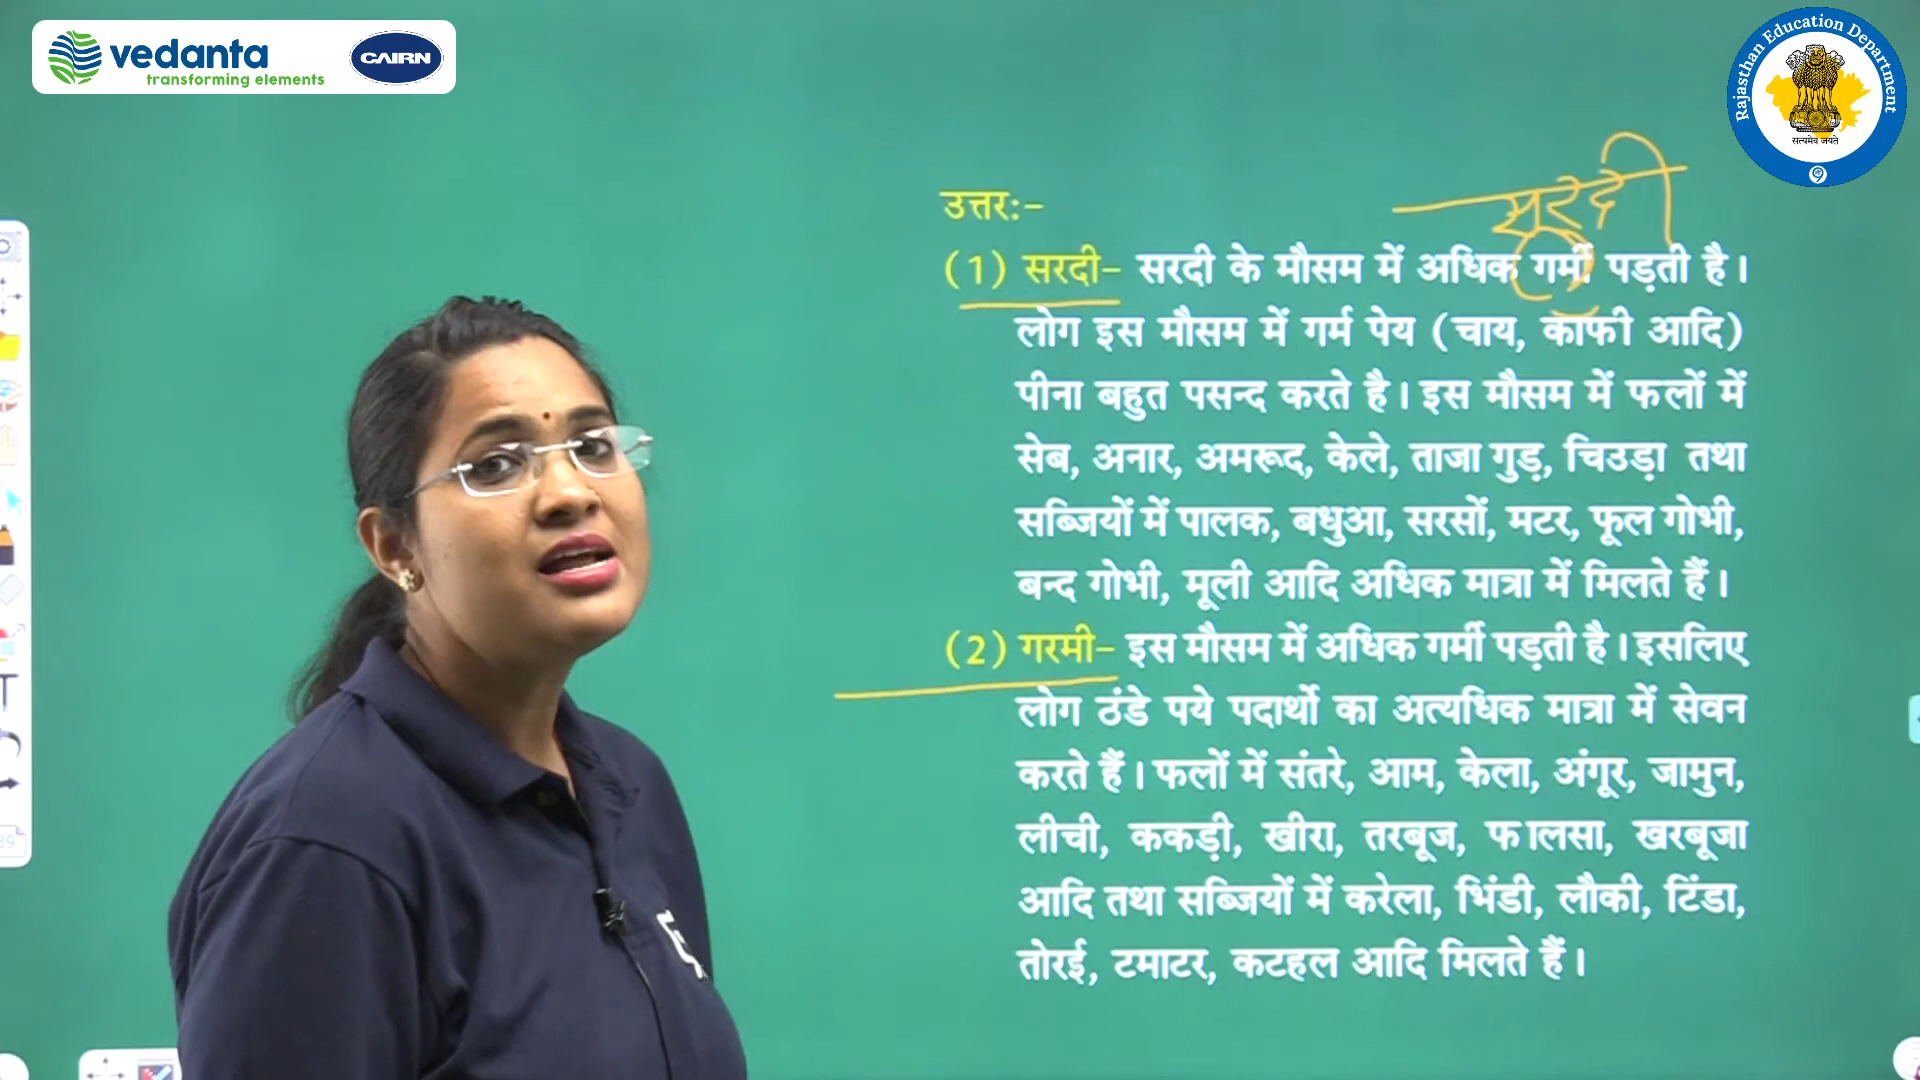 vedanta
transforming elements
CAIRN
Rajasthan Education Department
सत्यमेव जयते
सरदी
उत्तरः-
(1) सरदी- सरदी के मौसम में अधिक गर्मी पड़ती है।
लोग इस मौसम में गर्म पेय (चाय, काफी आदि)
पीना बहुत पसन्द करते है। इस मौसम में फलों में
सेब, अनार, अमरूद, केले, ताजा गुड़, चिउड़ा तथा
सब्जियों में पालक, बधुआ, सरसों, मटर, फूल गोभी,
बन्द गोभी, मूली आदि अधिक मात्रा में मिलते हैं।
(2) गरमी- इस मौसम में अधिक गर्मी पड़ती है। इसलिए
लोग ठंडे पये पदार्थो का अत्यधिक मात्रा में सेवन
करते हैं। फलों में संतरे, आम, केला, अंगूर, जामुन,
लीची, ककड़ी, खीरा, तरबूज, फालसा, खरबूजा
आदि तथा सब्जियों में करेला, भिंडी, लौकी, टिंडा,
तोरई, टमाटर, कटहल आदि मिलते हैं।